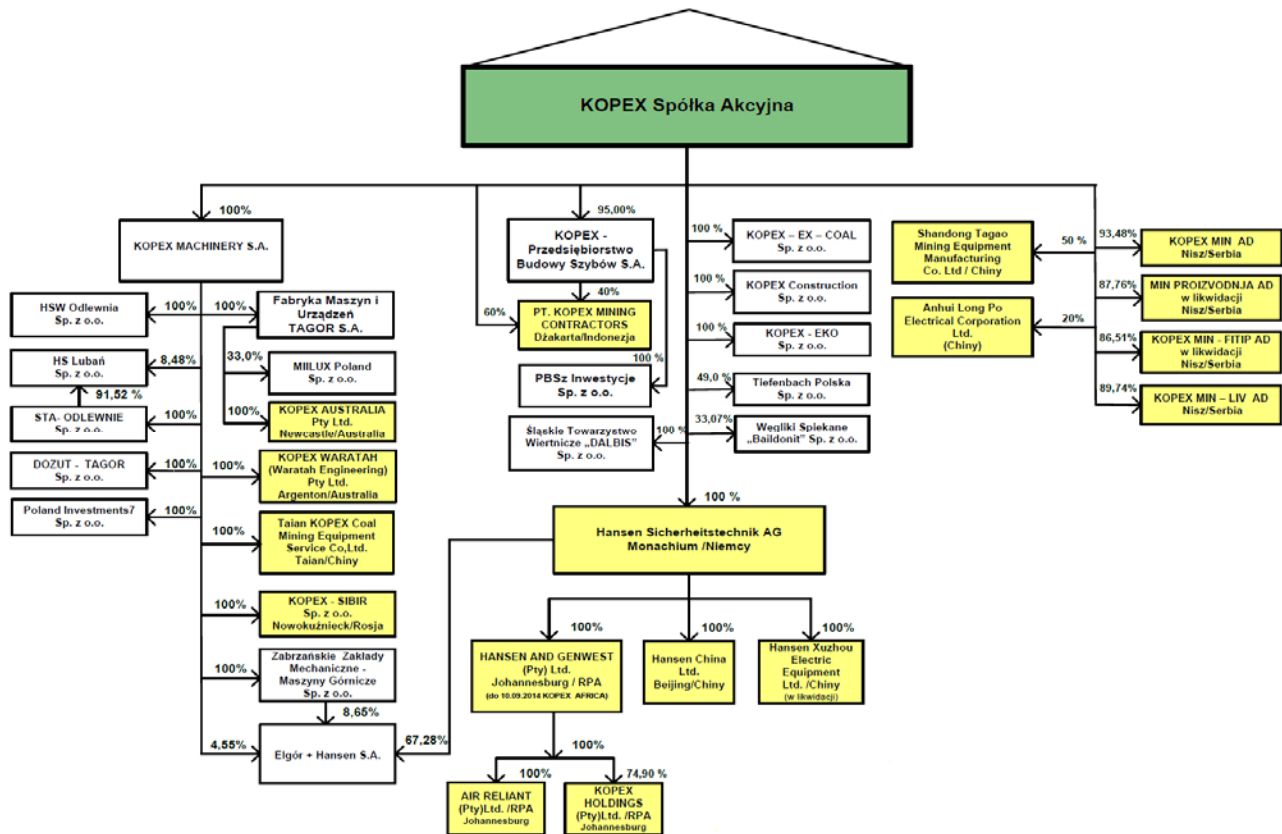 KOPEX Spółka Akcyjna
100%
KOPEX MACHINERY S.A.
95,00%
KOPEX -
Przedsiębiorstwo
Budowy Szybów S.A.
100 %
KOPEX – EX – COAL
Sp. z o.o.
Shandong Tagao
Mining Equipment
Manufacturing
Co. Ltd / Chiny
50 %
93,48%
KOPEX MIN AD
Nisz/Serbia
HSW Odlewnia
Sp. z o.o.
100%
100%
Fabryka Maszyn i
Urządzeń
TAGOR S.A.
60%
40%
PT. KOPEX MINING
CONTRACTORS
Dżakarta/Indonezja
100 %
KOPEX Construction
Sp. z o.o.
87,76%
MIN PROIZVODNJA AD
w likwidacji
Nisz/Serbia
Anhui Long Po
Electrical Corporation
Ltd.
(Chiny)
20%
HS Lubań
Sp. z o.o.
8,48%
33,0%
MIILUX Poland
Sp. z o.o.
100 %
PBSz Inwestycje
Sp. z o.o.
100 %
KOPEX - EKO
Sp. z o.o.
86,51%
KOPEX MIN - FITIP AD
w likwidacji
Nisz/Serbia
91,52 %
STA- ODLEWNIE
Sp. z o.o.
100%
100%
KOPEX AUSTRALIA
Pty Ltd.
Newcastle/Australia
49,0 %
Tiefenbach Polska
Sp. z o.o.
89,74%
KOPEX MIN – LIV AD
Nisz/Serbia
Śląskie Towarzystwo
Wiertnicze „DALBIS”
Sp. z o.o.
100 %
33,07%
Węgliki Spiekane
„Baildonit” Sp. z o.o.
DOZUT - TAGOR
Sp. z o.o.
100%
100%
KOPEX WARATAH
(Waratah Engineering)
Pty Ltd.
Argenton/Australia
Poland Investments7
Sp. z o.o.
100%
100%
Taian KOPEX Coal
Mining Equipment
Service Co,Ltd.
Taian/Chiny
100 %
Hansen Sicherheitstechnik AG
Monachium /Niemcy
100%
KOPEX - SIBIR
Sp. z o.o.
Nowokuźnieck/Rosja
100%
Zabrzańskie Zakłady
Mechaniczne -
Maszyny Górnicze
Sp. z o.o.
100%
HANSEN AND GENWEST
(Pty) Ltd.
Johannesburg / RPA
(do 10.09.2014 KOPEX AFRICA)
100%
Hansen China
Ltd.
Beijing/Chiny
100%
Hansen Xuzhou
Electric
Equipment
Ltd. /Chiny
(w likwidacji)
8,65%
4,55%
Elgór + Hansen S.A.
67,28%
100%
100%
AIR RELIANT
(Pty)Ltd. /RPA
Johannesburg
74,90 %
KOPEX
HOLDINGS
(Pty)Ltd. /RPA
Johannesburg